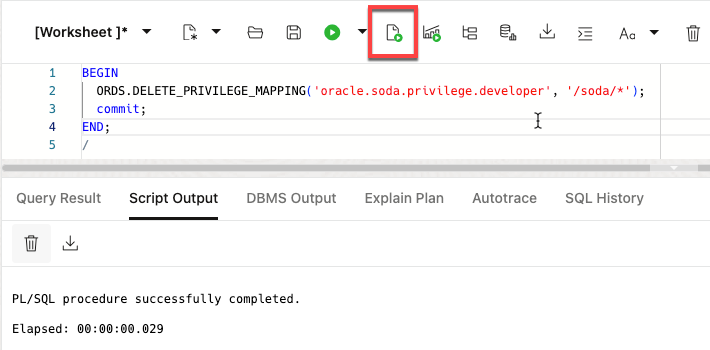 [Worksheet ]*
Aa
1 BEGIN
2 ORDS.DELETE_PRIVILEGE_MAPPING('oracle.soda.privilege.developer', '/soda/*');
3 commit;
4 END;
5 /
Query Result Script Output DBMS Output Explain Plan Autotrace SQL History
PL/SQL procedure successfully completed.
Elapsed: 00:00:00.029